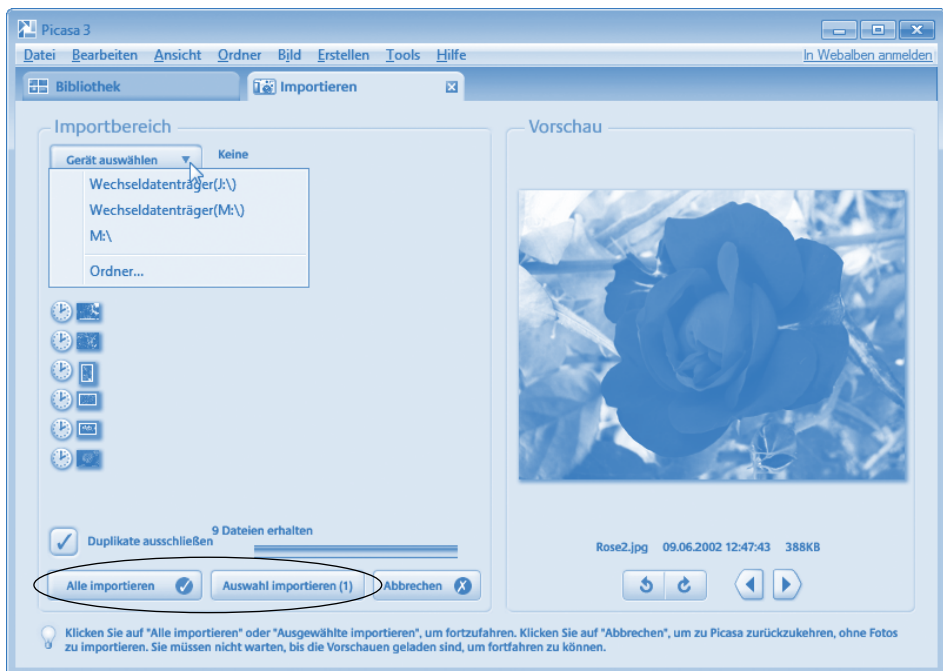 Picasa 3
Datei Bearbeiten Ansicht Ordner Bild Erstellen Tools Hilfe In Webalben anmelden
Bibliothek Importieren
Importbereich
Vorschau
Gerät auswählen Keine
Wechseldatenträger(J:\)
Wechseldatenträger(M:\)
M:\
Ordner...
9 Dateien erhalten
Duplikate ausschließen
Rose2.jpg 09.06.2002 12:47:43 388KB
Alle importieren Auswahl importieren (1) Abbrechen
Klicken Sie auf "Alle importieren" oder "Ausgewählte importieren", um fortzufahren. Klicken Sie auf "Abbrechen", um zu Picasa zurückzukehren, ohne Fotos
zu importieren. Sie müssen nicht warten, bis die Vorschauen geladen sind, um fortfahren zu können.